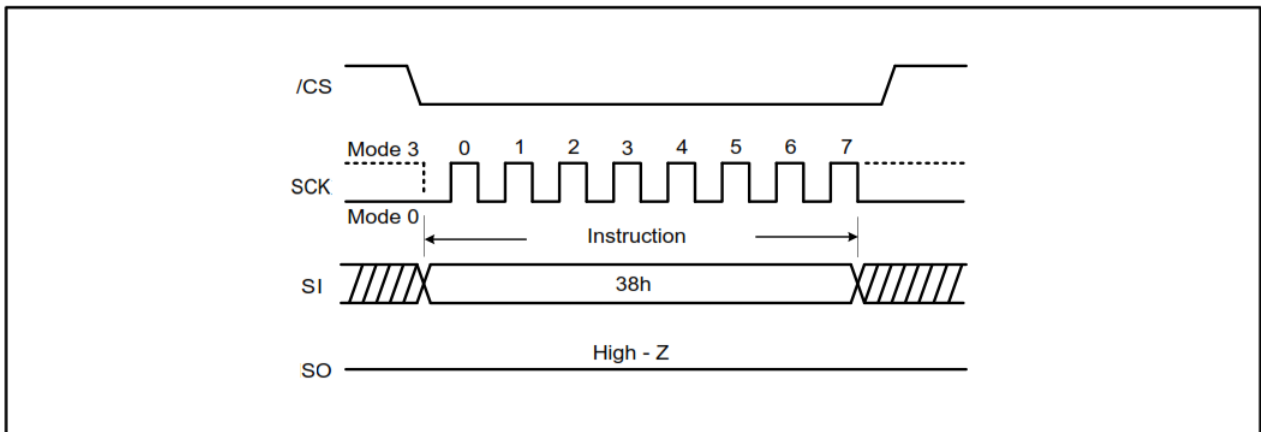 /CS
Mode 3 0 1 2 3 4 5 6 7
SCK
Mode 0
Instruction
SI 38h
High - Z
SO